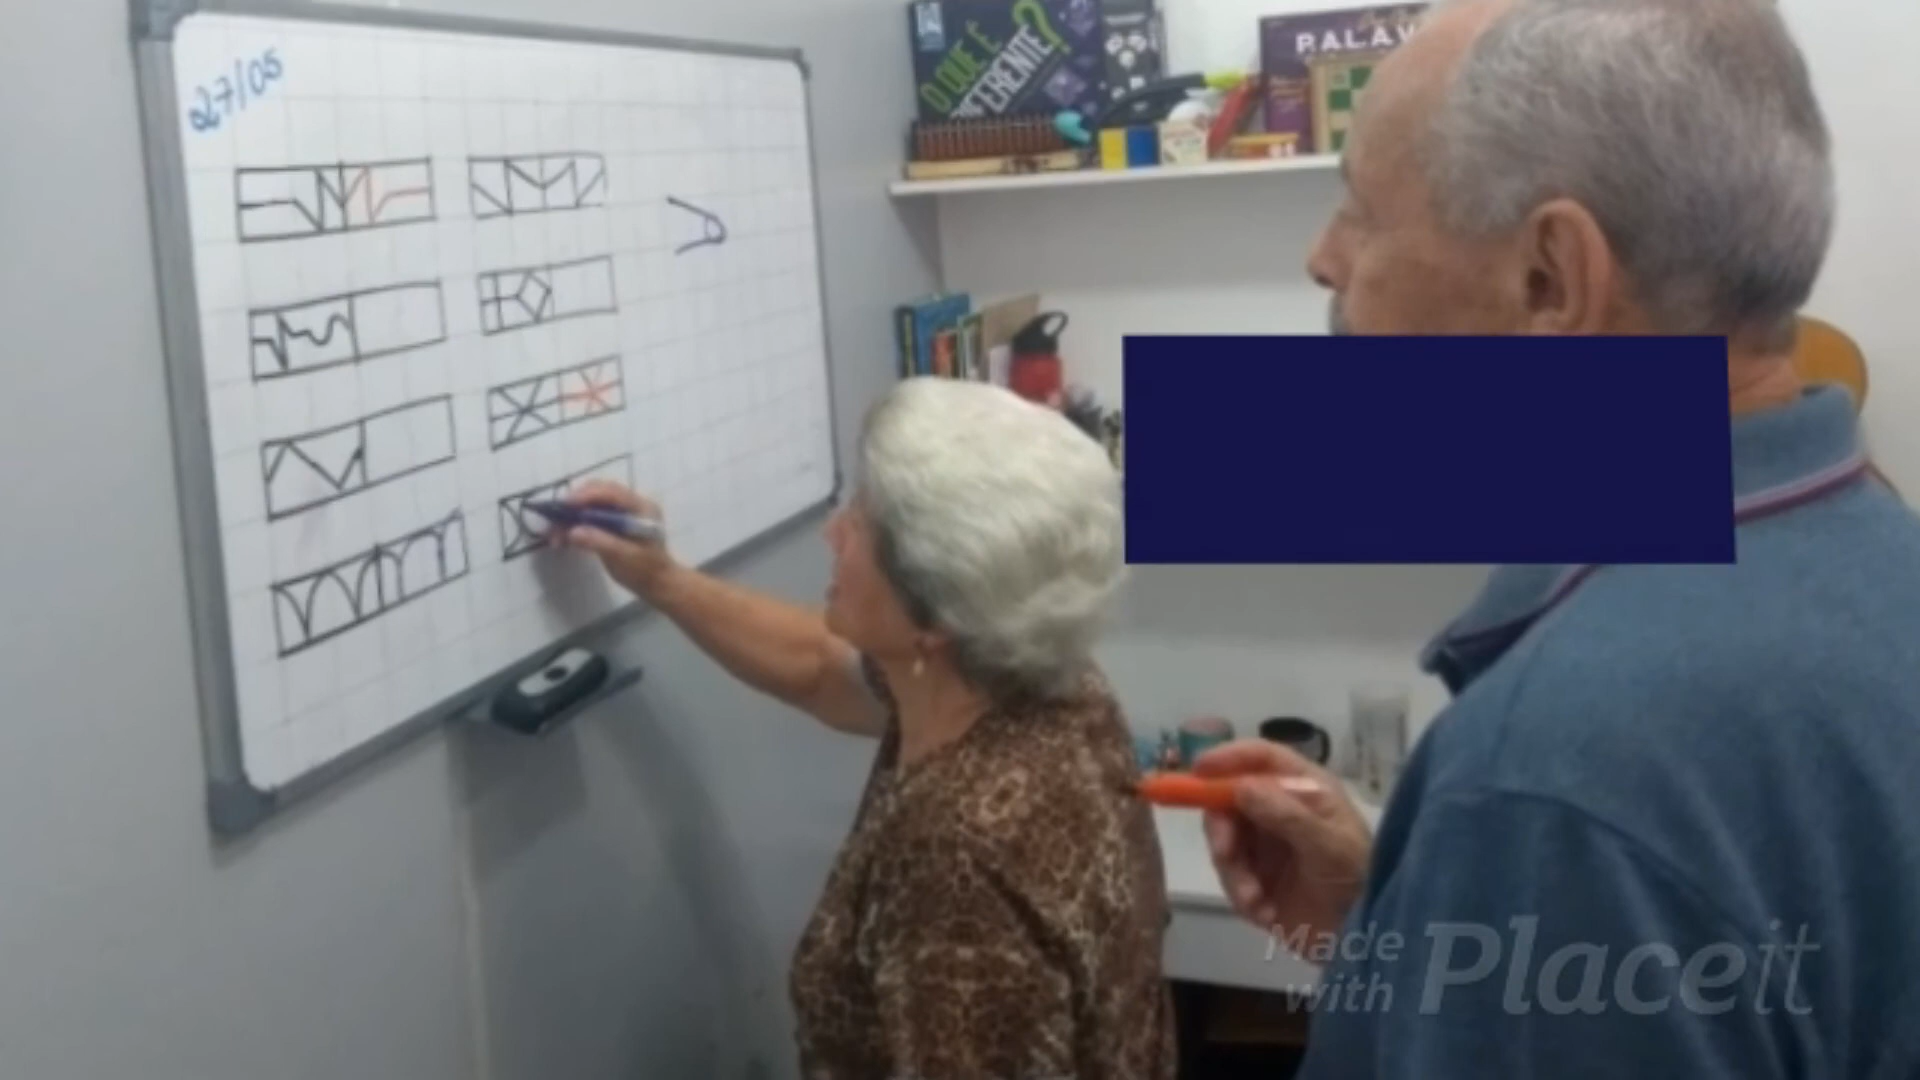 27/05
O QUE É
DIFERENTE?
PALAV
Made
with Placeit